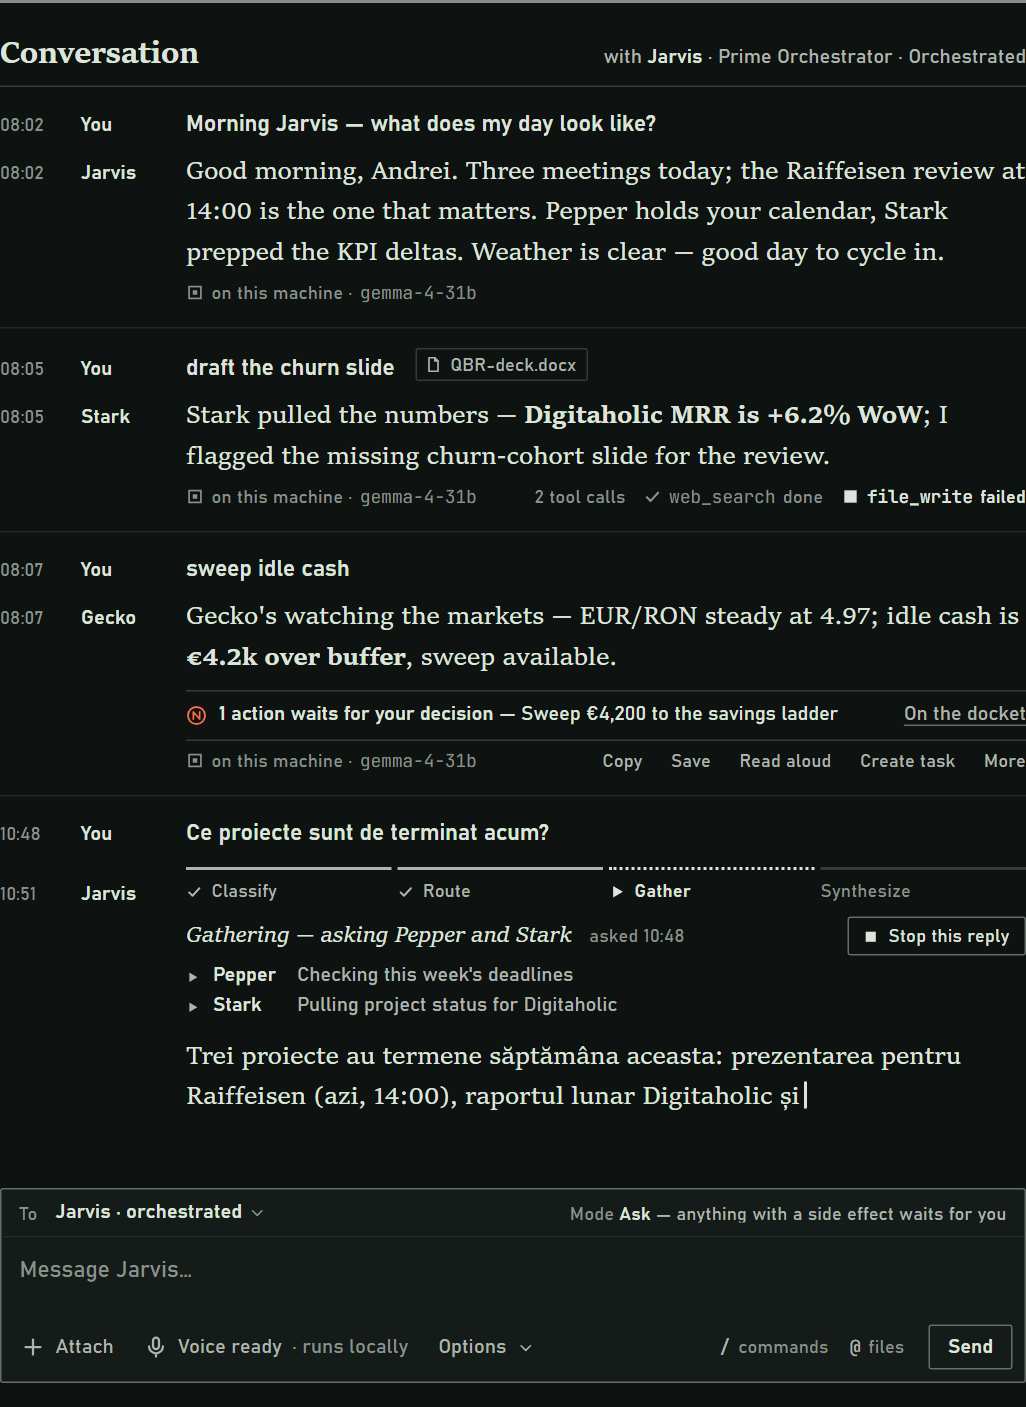 Conversation
with Jarvis · Prime Orchestrator · Orchestrated
08:02 You Morning Jarvis — what does my day look like?
08:02 Jarvis Good morning, Andrei. Three meetings today; the Raiffeisen review at
14:00 is the one that matters. Pepper holds your calendar, Stark
prepped the KPI deltas. Weather is clear — good day to cycle in.
on this machine · gemma-4-31b
08:05 You draft the churn slide QBR-deck.docx
08:05 Stark Stark pulled the numbers — Digitaholic MRR is +6.2% WoW; I
flagged the missing churn-cohort slide for the review.
on this machine · gemma-4-31b 2 tool calls web_search done file_write failed
08:07 You sweep idle cash
08:07 Gecko Gecko's watching the markets — EUR/RON steady at 4.97; idle cash is
€4.2k over buffer, sweep available.
N 1 action waits for your decision — Sweep €4,200 to the savings ladder On the docket
on this machine · gemma-4-31b Copy Save Read aloud Create task More
10:48 You Ce proiecte sunt de terminat acum?
10:51 Jarvis Classify Route Gather Synthesize
Gathering — asking Pepper and Stark asked 10:48 Stop this reply
Pepper Checking this week's deadlines
Stark Pulling project status for Digitaholic
Trei proiecte au termene săptămâna aceasta: prezentarea pentru
Raiffeisen (azi, 14:00), raportul lunar Digitaholic și
To Jarvis · orchestrated Mode Ask — anything with a side effect waits for you
Message Jarvis…
Attach Voice ready · runs locally Options / commands @ files Send